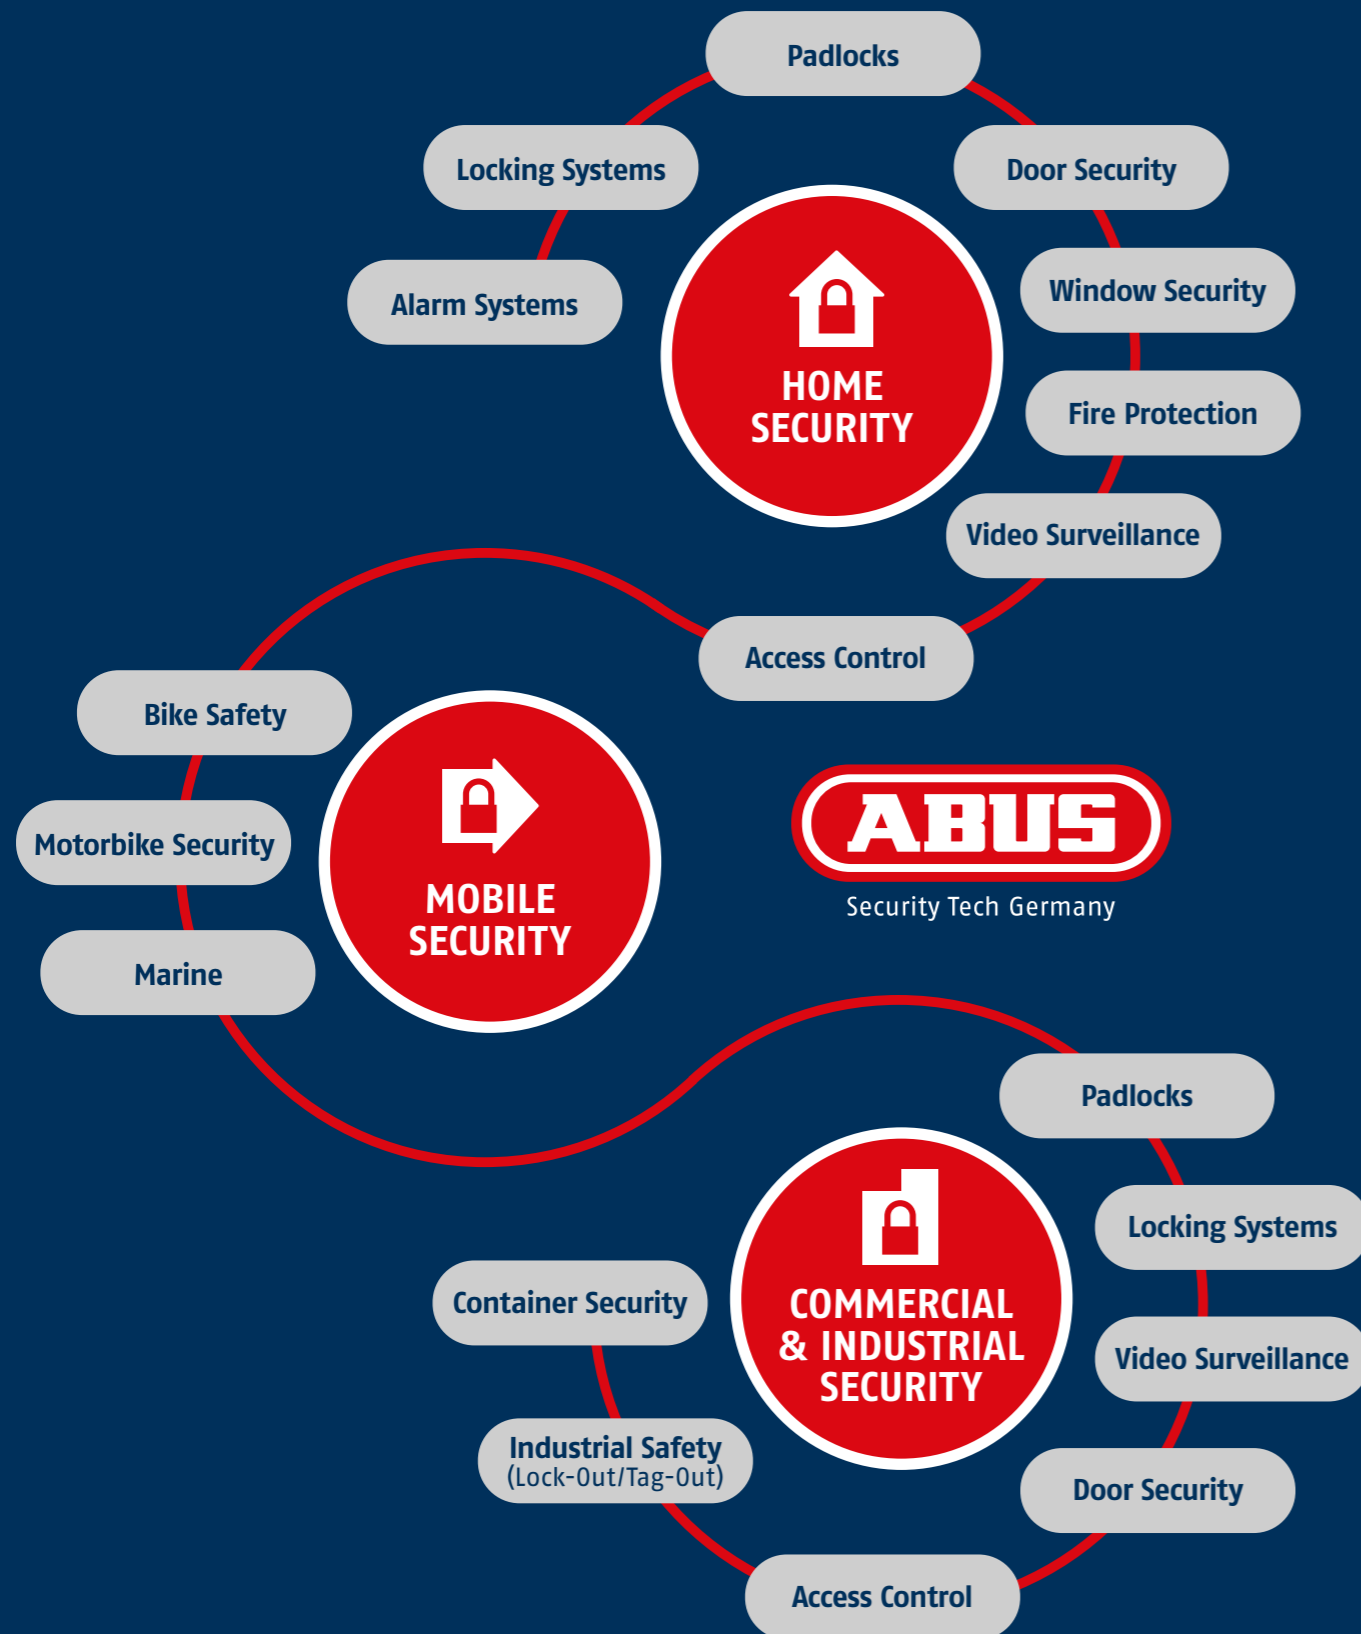 Padlocks
Locking Systems
Door Security
Alarm Systems
Window Security
HOME
SECURITY
Fire Protection
Video Surveillance
Access Control
Bike Safety
Motorbike Security
Marine
MOBILE
SECURITY
ABUS
Security Tech Germany
Padlocks
Locking Systems
COMMERCIAL
& INDUSTRIAL
SECURITY
Video Surveillance
Door Security
Access Control
Industrial Safety
(Lock-Out/Tag-Out)
Container Security